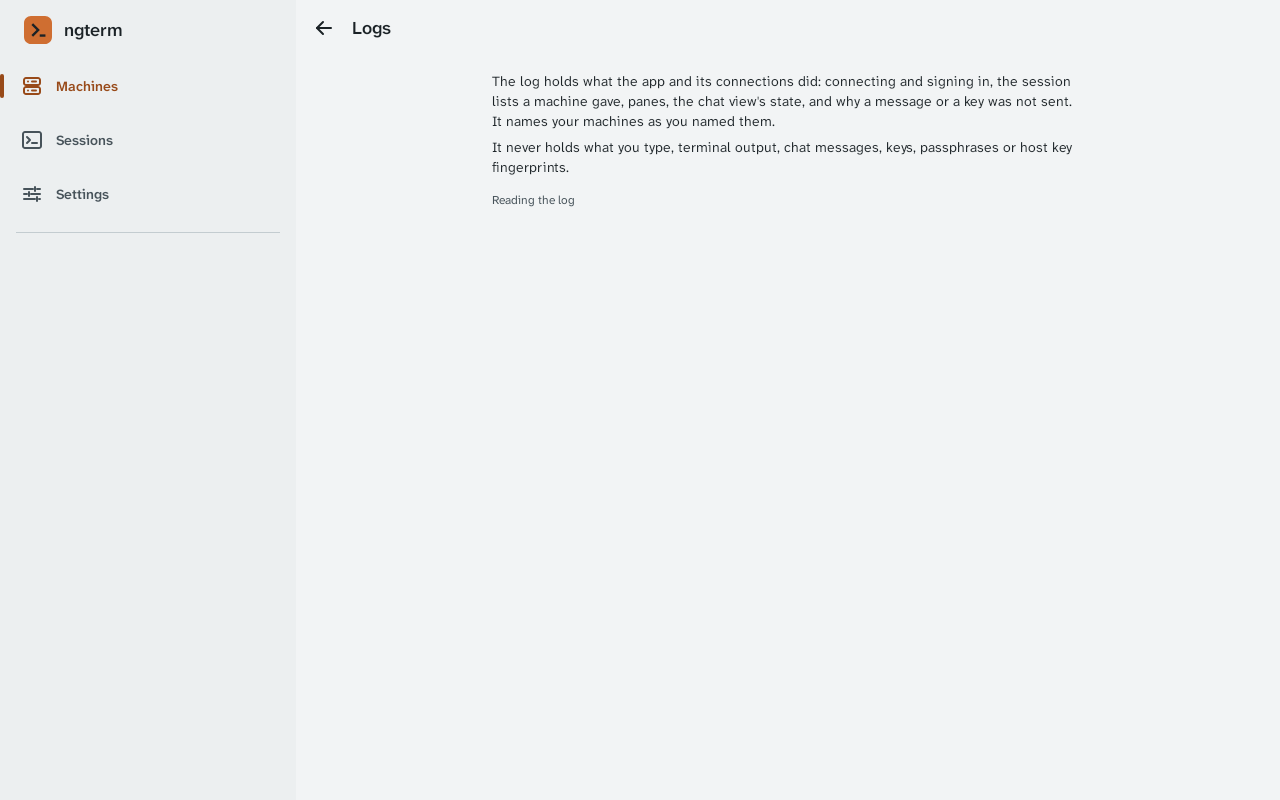 ngterm
Machines
Sessions
Settings
Logs
The log holds what the app and its connections did: connecting and signing in, the session
lists a machine gave, panes, the chat view's state, and why a message or a key was not sent.
It names your machines as you named them.
It never holds what you type, terminal output, chat messages, keys, passphrases or host key
fingerprints.
Reading the log